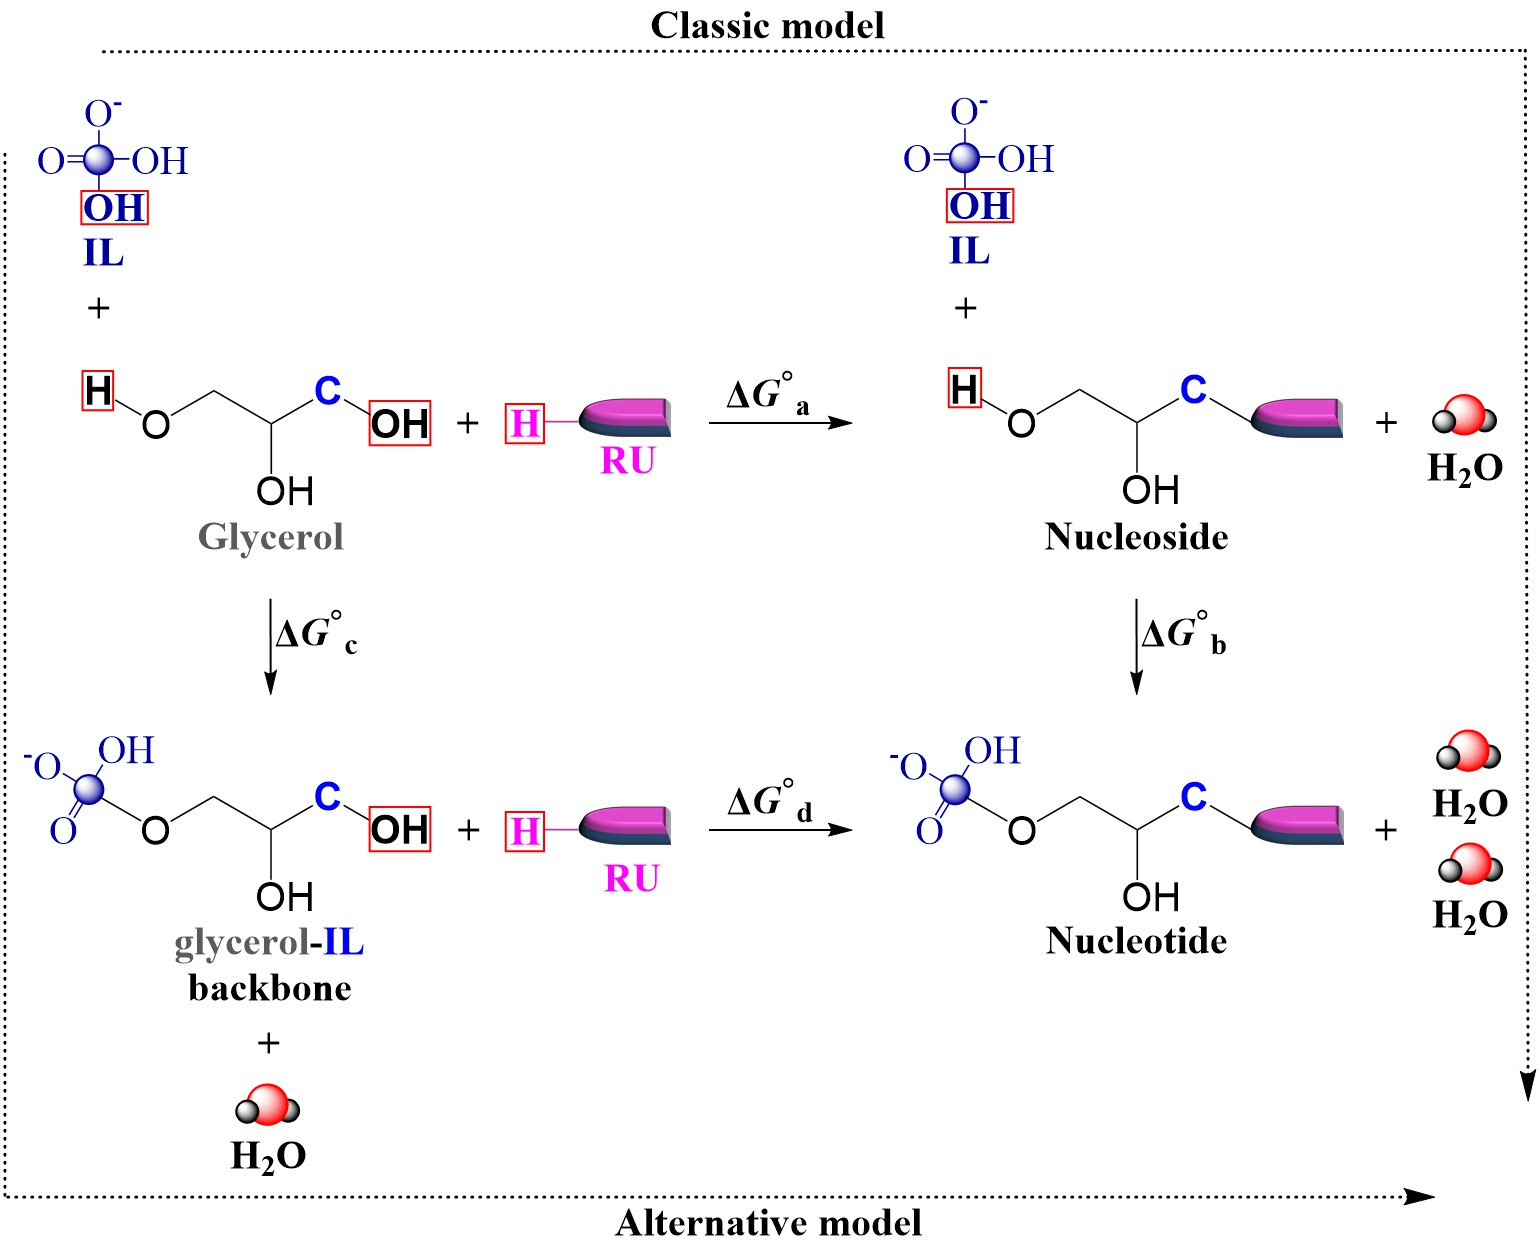 Classic model
O-
O=  -OH
OH
IL
+
O-
O=  -OH
OH
IL
+
H
O
C
OH
OH
Glycerol
+
H
RU
ΔG°a
H
O
C
OH
Nucleoside
+
H2O
ΔG°c
ΔG°b
-O
OH
O
O
C
OH
OH
glycerol-IL
backbone
+
H2O
+
H
RU
ΔG°d
-O
OH
O
O
C
OH
Nucleotide
+
H2O
H2O
Alternative model